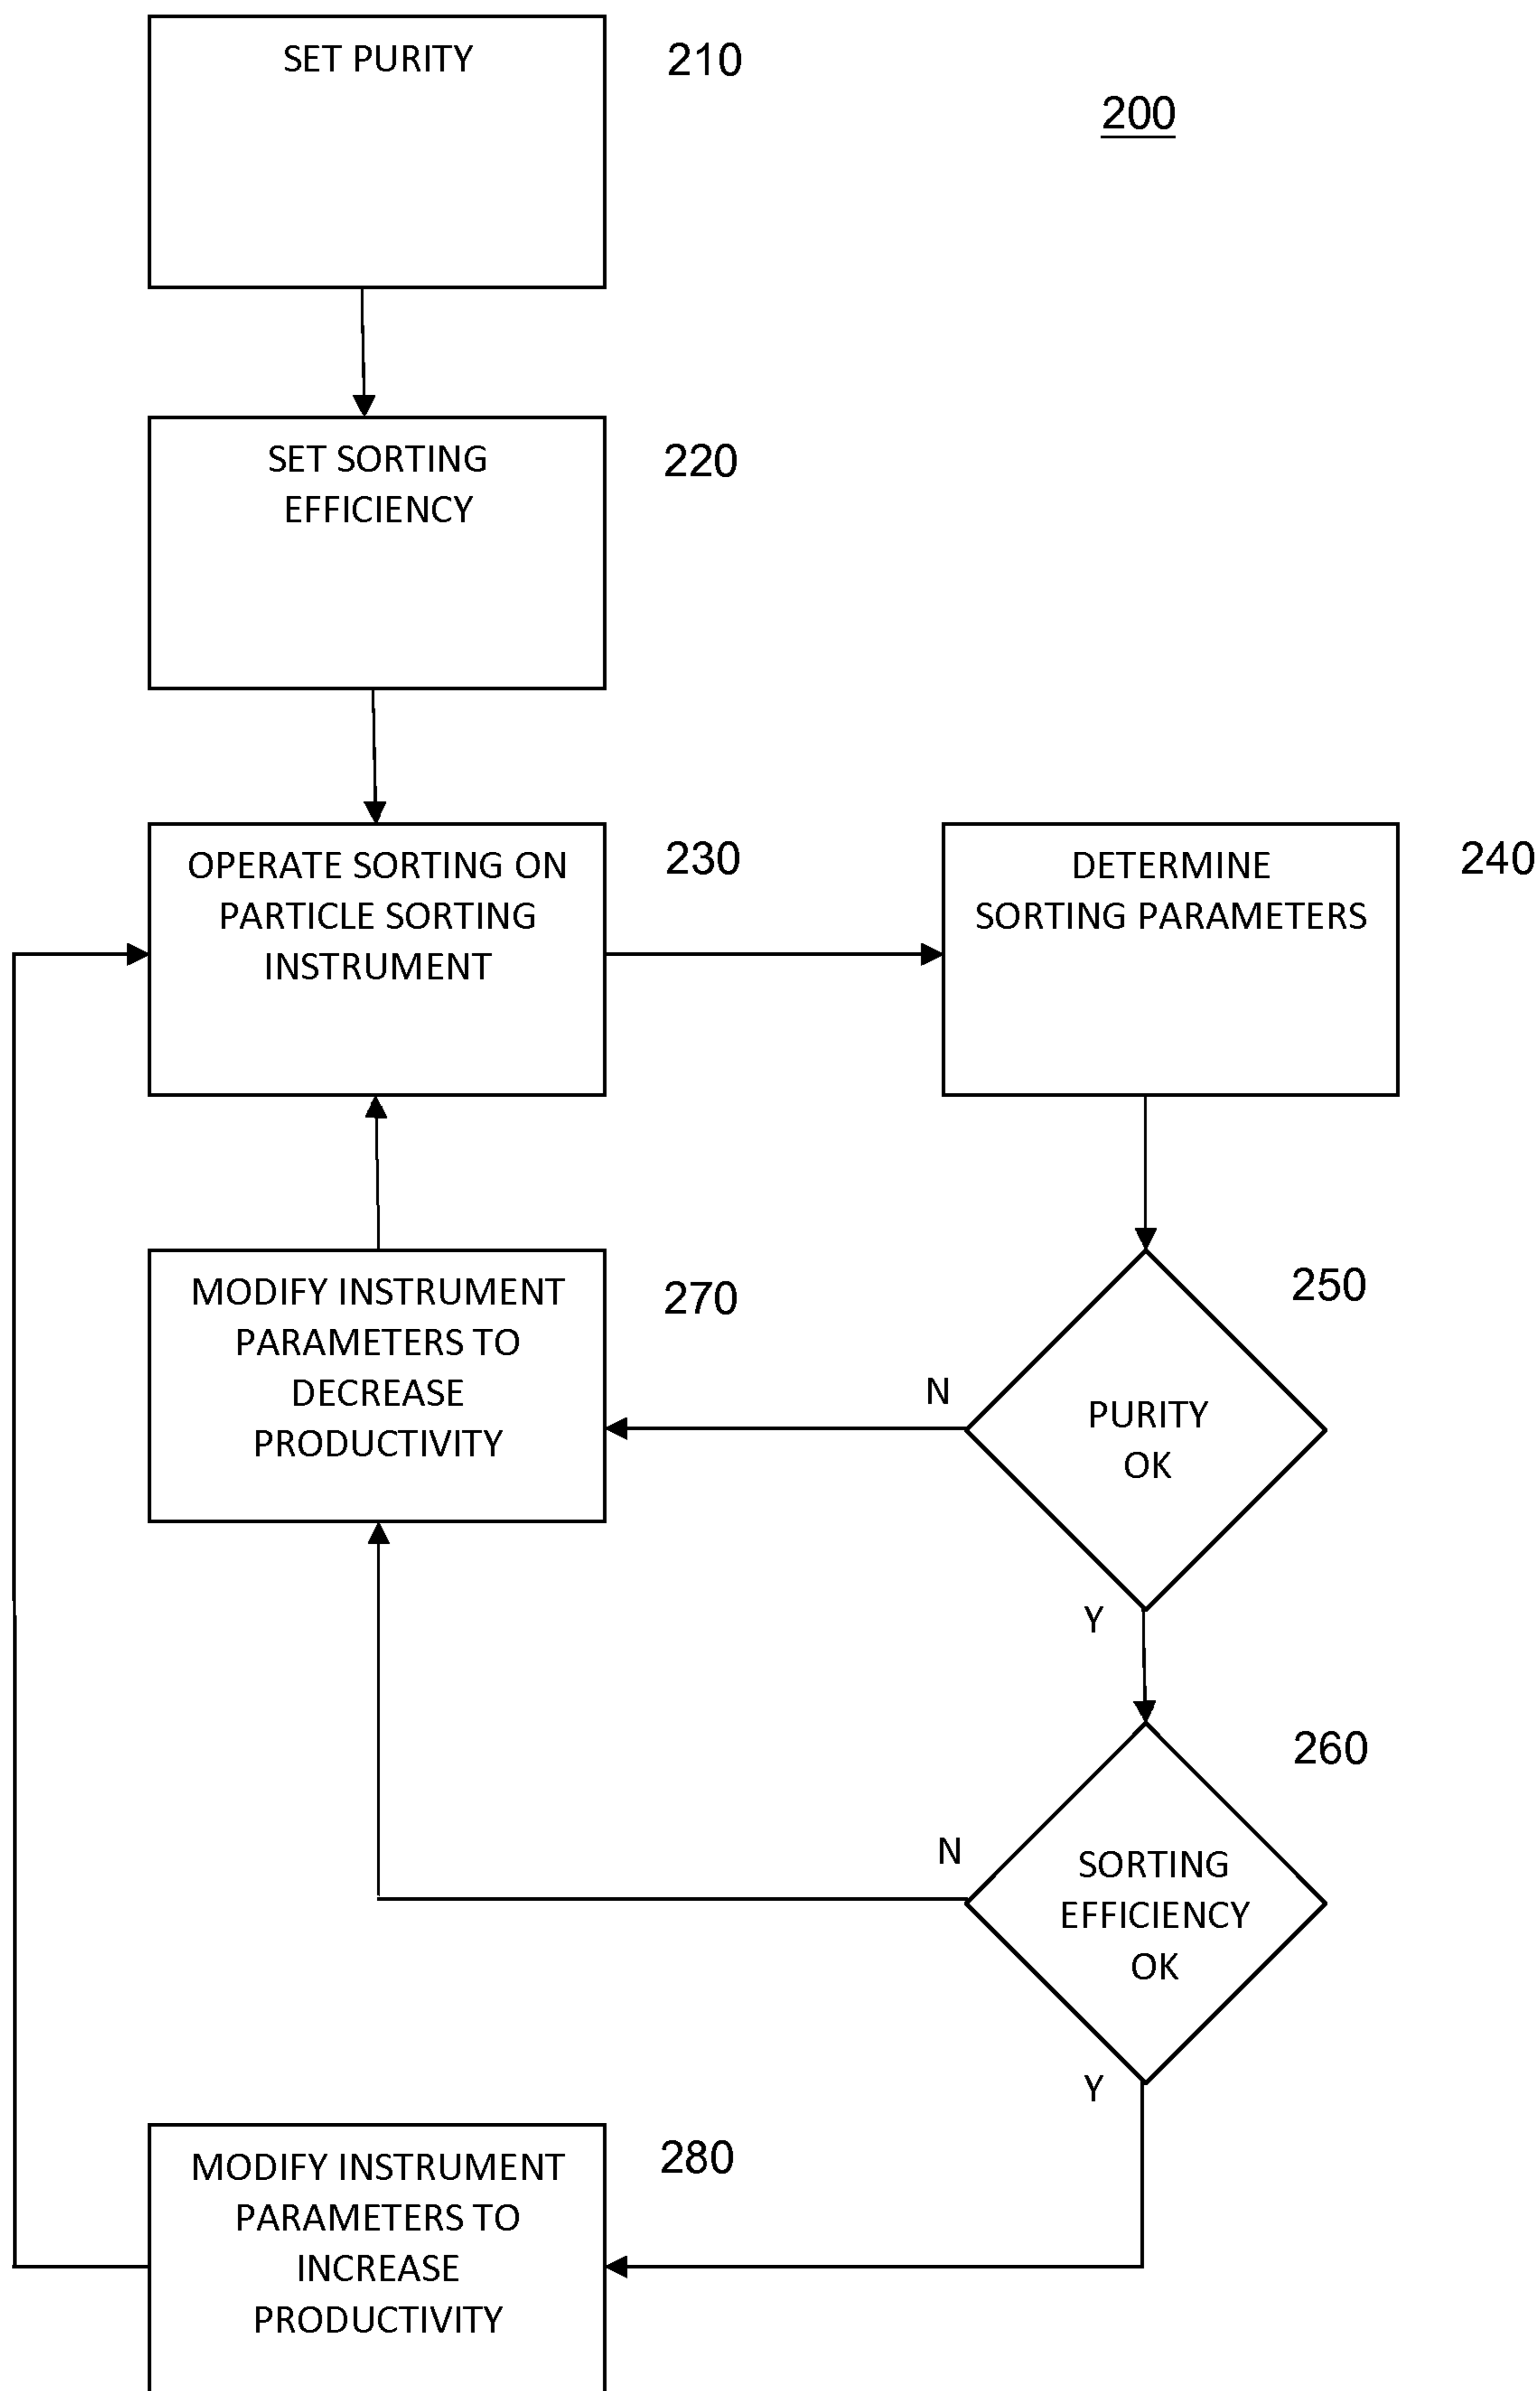 SET PURITY
210
200
SET SORTING
EFFICIENCY
220
OPERATE SORTING ON
PARTICLE SORTING
INSTRUMENT
230
DETERMINE
SORTING PARAMETERS
240
MODIFY INSTRUMENT
PARAMETERS TO
DECREASE
PRODUCTIVITY
270
N
250
PURITY
OK
Y
260
N
SORTING
EFFICIENCY
OK
Y
MODIFY INSTRUMENT
PARAMETERS TO
INCREASE
PRODUCTIVITY
280